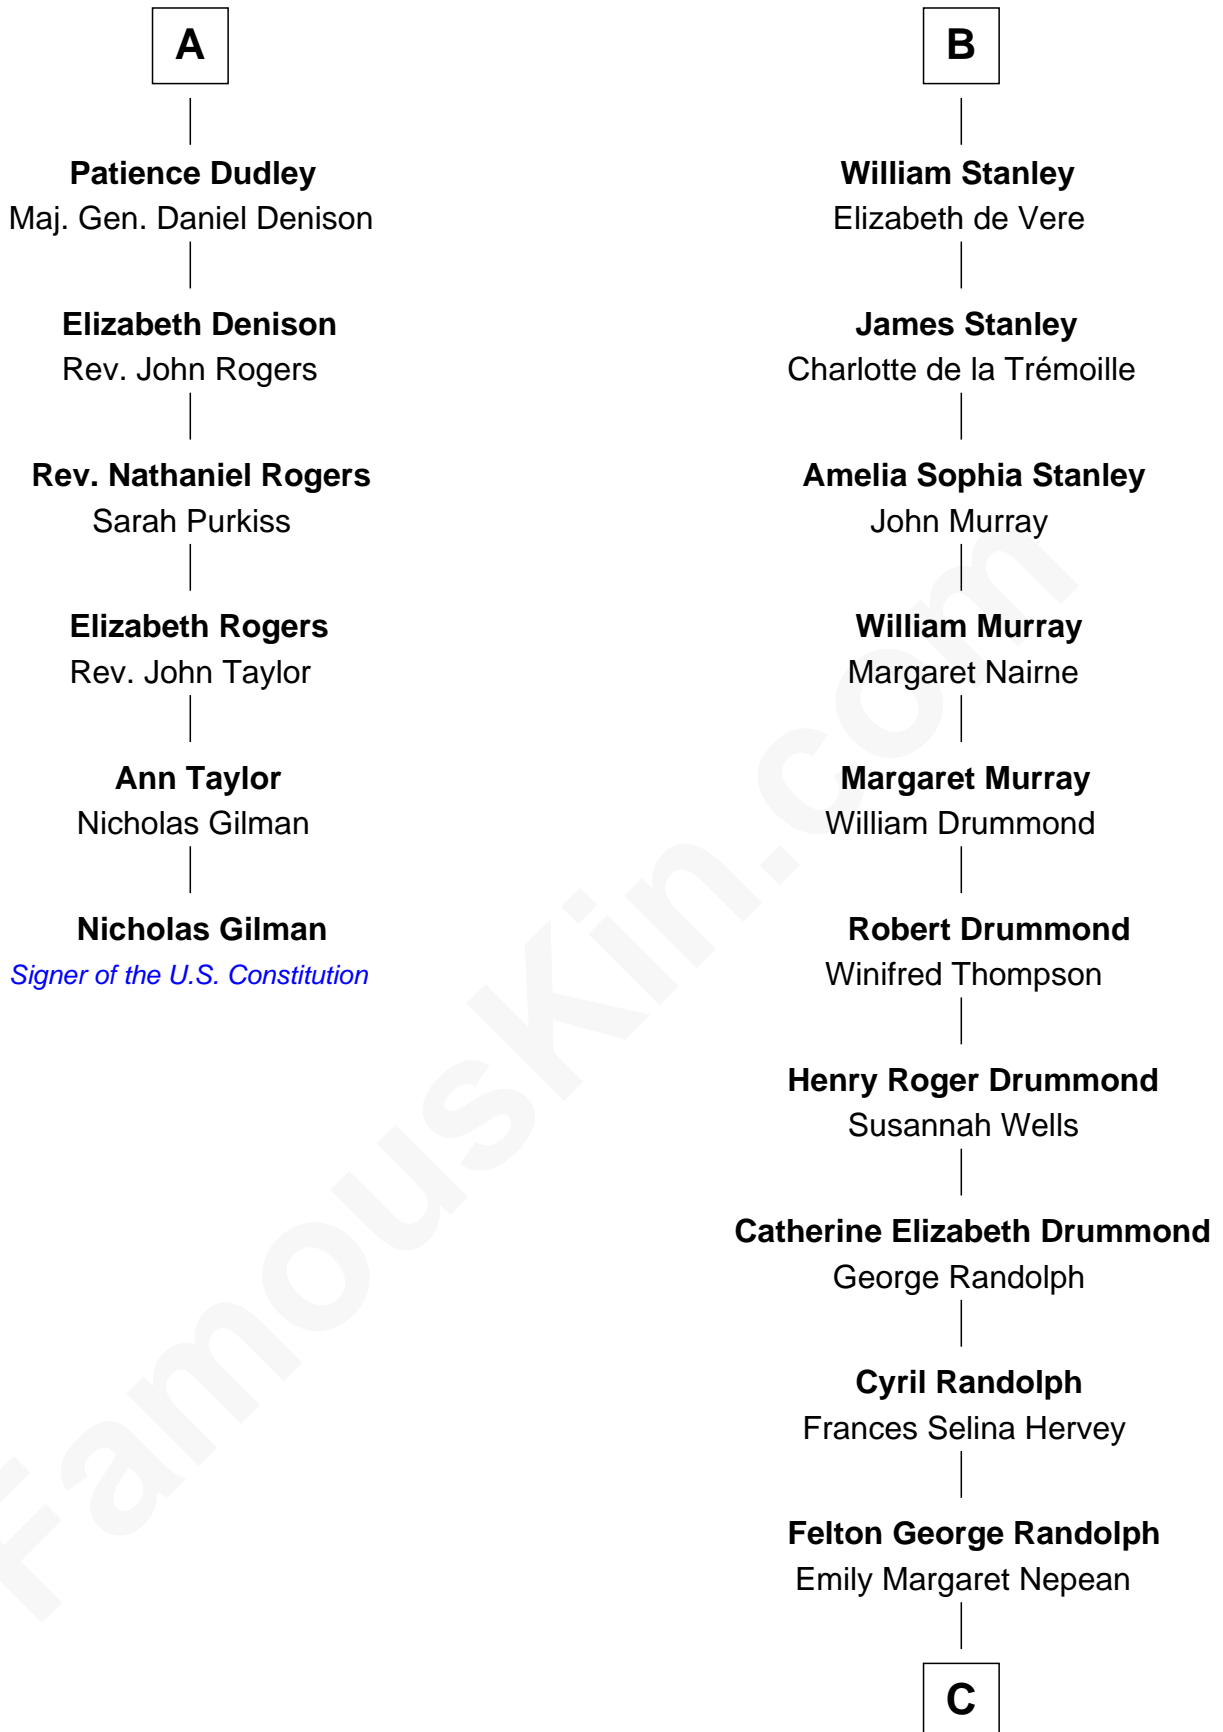 A
Patience Dudley
Maj. Gen. Daniel Denison
Elizabeth Denison
Rev. John Rogers
Rev. Nathaniel Rogers
Sarah Purkiss
Elizabeth Rogers
Rev. John Taylor
Ann Taylor
Nicholas Gilman
Nicholas Gilman
Signer of the U.S. Constitution
B
William Stanley
Elizabeth de Vere
James Stanley
Charlotte de la Trémoille
Amelia Sophia Stanley
John Murray
William Murray
Margaret Nairne
Margaret Murray
William Drummond
Robert Drummond
Winifred Thompson
Henry Roger Drummond
Susannah Wells
Catherine Elizabeth Drummond
George Randolph
Cyril Randolph
Frances Selina Hervey
Felton George Randolph
Emily Margaret Nepean
C
FamousKin.com